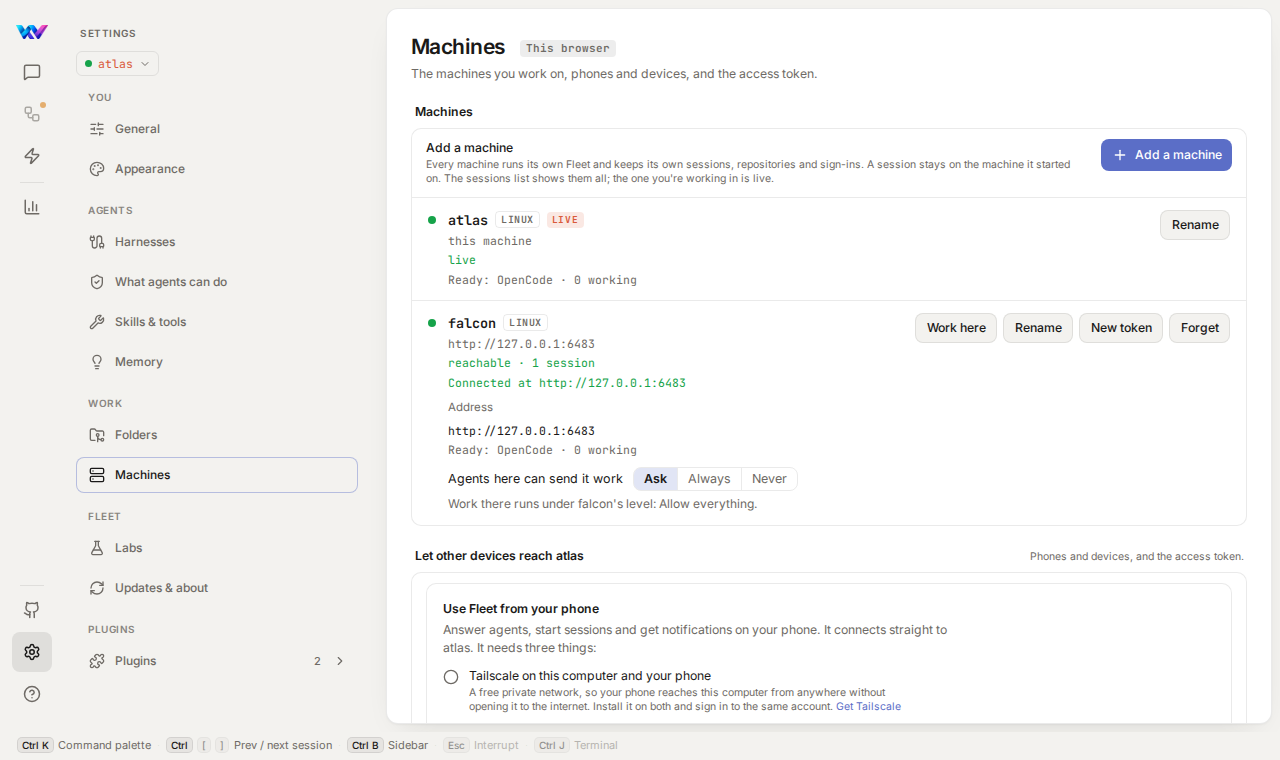 SETTINGS
atlas
YOU
General
Appearance
AGENTS
Harnesses
What agents can do
Skills & tools
Memory
WORK
Folders
Machines
FLEET
Labs
Updates & about
PLUGINS
Plugins 2
Machines This browser
The machines you work on, phones and devices, and the access token.
Machines
Add a machine
Every machine runs its own Fleet and keeps its own sessions, repositories and sign-ins. A session stays on the machine it started
on. The sessions list shows them all; the one you're working in is live.
Add a machine
atlas LINUX LIVE
this machine
live
Ready: OpenCode · 0 working
Rename
falcon LINUX
http://127.0.0.1:6483
reachable · 1 session
Connected at http://127.0.0.1:6483
Address
http://127.0.0.1:6483
Ready: OpenCode · 0 working
Work here Rename New token Forget
Agents here can send it work Ask Always Never
Work there runs under falcon's level: Allow everything.
Let other devices reach atlas Phones and devices, and the access token.
Use Fleet from your phone
Answer agents, start sessions and get notifications on your phone. It connects straight to
atlas. It needs three things:
Tailscale on this computer and your phone
A free private network, so your phone reaches this computer from anywhere without
opening it to the internet. Install it on both and sign in to the same account. Get Tailscale
Ctrl K Command palette Ctrl [ ] Prev / next session Ctrl B Sidebar Esc Interrupt Ctrl J Terminal